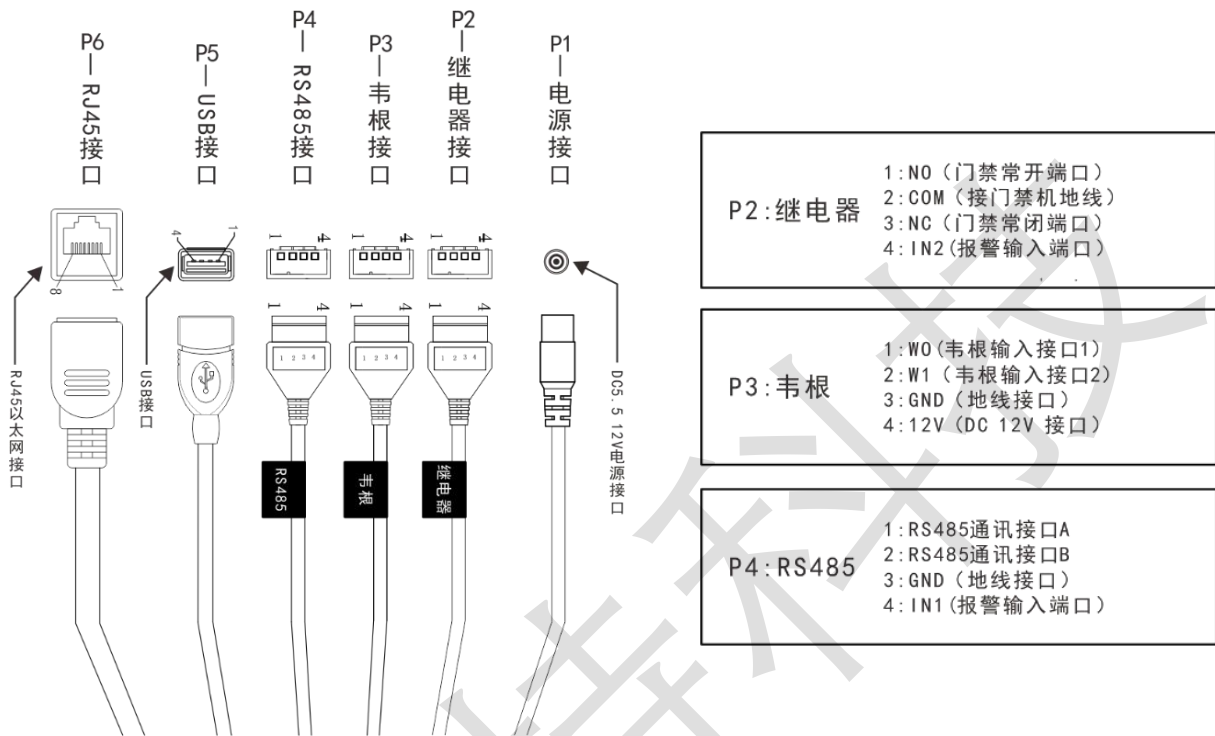 P6—RJ45接口
P5—USB接口
P4—RS485接口
P3—韦根接口
P2—继电器接口
P1—电源接口
4 1
1 4
1 4
1 4
8 1
1 4
1 4
1 4
1 2 3 4
1 2 3 4
1 2 3 4
RJ45以太网接口
USB接口
DC5.5 12V电源接口
RS485
韦根
继电器
P2:继电器
1:NO（门禁常开端口）
2:COM（接门禁机地线）
3:NC（门禁常闭端口）
4:IN2(报警输入端口）
P3:韦根
1:W0(韦根输入接口1)
2:W1（韦根输入接口2)
3:GND（地线接口）
4:12V（DC 12V 接口）
P4:RS485
1:RS485通讯接口A
2:RS485通讯接口B
3:GND（地线接口）
4:IN1(报警输入端口）
特科技